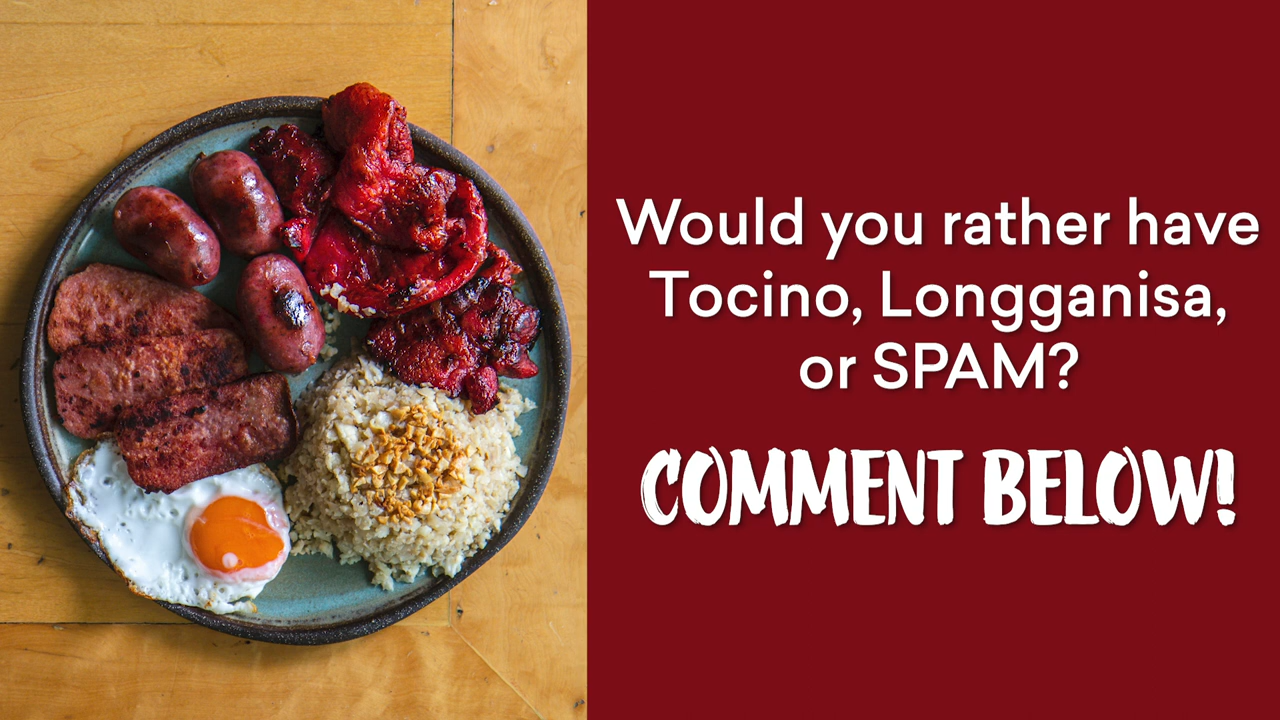 Would you rather have
Tocino, Longganisa,
or SPAM?
COMMENT BELOW!